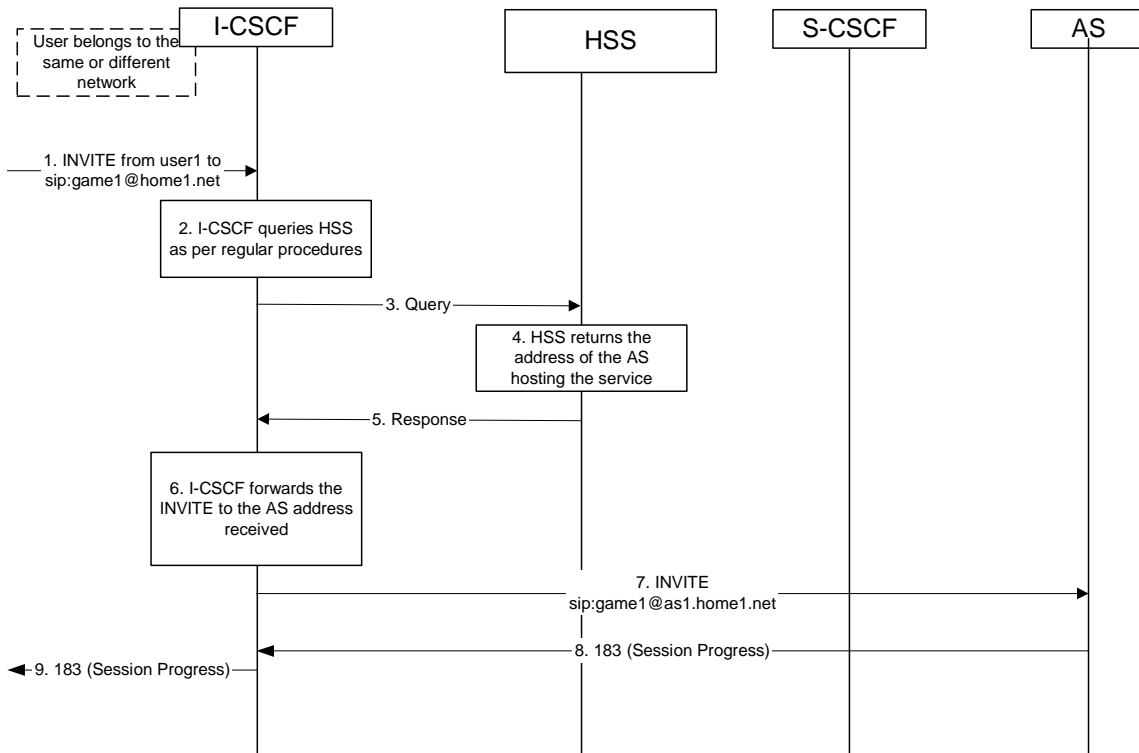 I-CSCF
HSS
S-CSCF
AS
User belongs to the
same or different
network
1. INVITE from user1 to
sip:game1@home1.net
2. I-CSCF queries HSS
as per regular procedures
3. Query
4. HSS returns the
address of the AS
hosting the service
5. Response
6. I-CSCF forwards the
INVITE to the AS address
received
7. INVITE
sip:game1@as1.home1.net
8. 183 (Session Progress)
9. 183 (Session Progress)